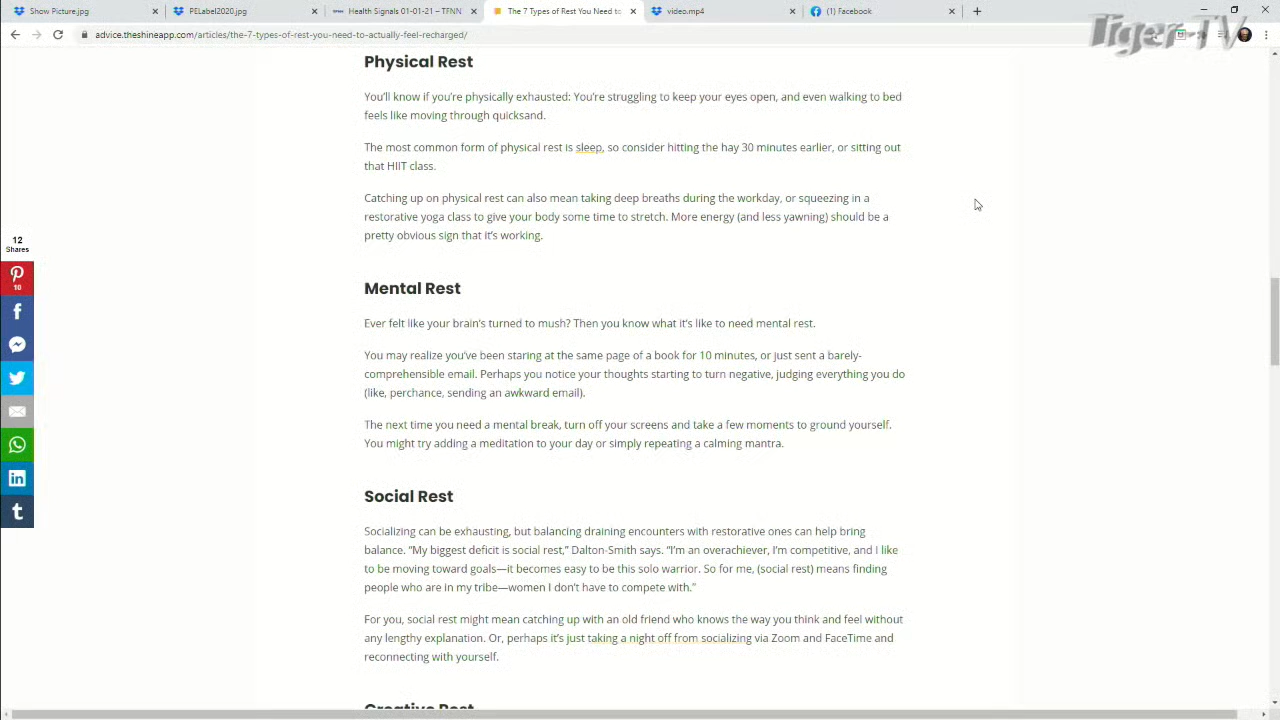 Show Picture.jpg
PELabel2020.jpg
Health Signals 01-01-21 – TFNN
The 7 Types of Rest You Need to
video.mp4
(1) Facebook
advice.theshineapp.com/articles/the-7-types-of-rest-you-need-to-actually-feel-recharged/
Tiger-TV
Physical Rest
You'll know if you're physically exhausted: You're struggling to keep your eyes open, and even walking to bed
feels like moving through quicksand.
The most common form of physical rest is sleep, so consider hitting the hay 30 minutes earlier, or sitting out
that HIIT class.
Catching up on physical rest can also mean taking deep breaths during the workday, or squeezing in a
restorative yoga class to give your body some time to stretch. More energy (and less yawning) should be a
pretty obvious sign that it's working.
12
Shares
10
Mental Rest
Ever felt like your brain's turned to mush? Then you know what it's like to need mental rest.
You may realize you've been staring at the same page of a book for 10 minutes, or just sent a barely-
comprehensible email. Perhaps you notice your thoughts starting to turn negative, judging everything you do
(like, perchance, sending an awkward email).
The next time you need a mental break, turn off your screens and take a few moments to ground yourself.
You might try adding a meditation to your day or simply repeating a calming mantra.
Social Rest
Socializing can be exhausting, but balancing draining encounters with restorative ones can help bring
balance. “My biggest deficit is social rest,” Dalton-Smith says. “I'm an overachiever, I'm competitive, and I like
to be moving toward goals—it becomes easy to be this solo warrior. So for me, (social rest) means finding
people who are in my tribe—women I don't have to compete with.”
For you, social rest might mean catching up with an old friend who knows the way you think and feel without
any lengthy explanation. Or, perhaps it's just taking a night off from socializing via Zoom and FaceTime and
reconnecting with yourself.
Creative Rest